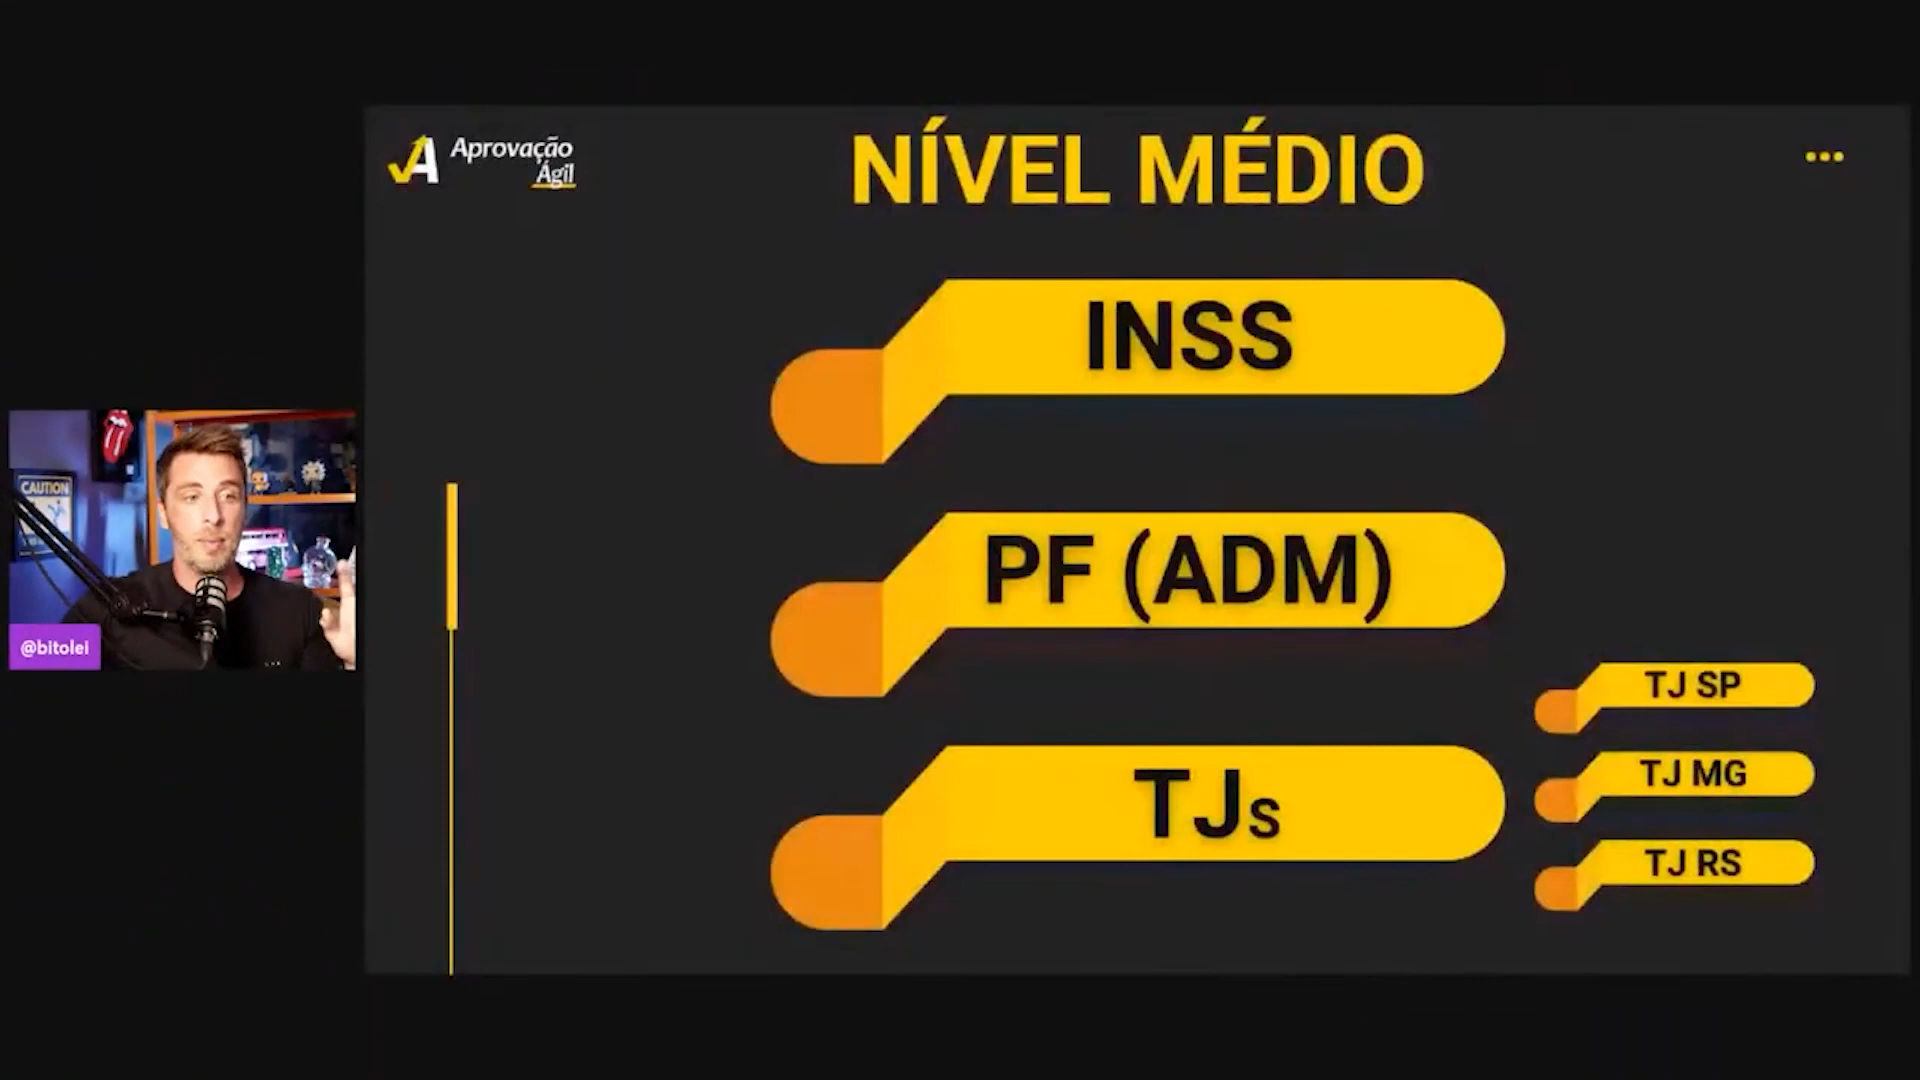 Aprovação
Ágil
NÍVEL MÉDIO
INSS
PF (ADM)
TJs
TJ SP
TJ MG
TJ RS
CAUTION
@bitolei